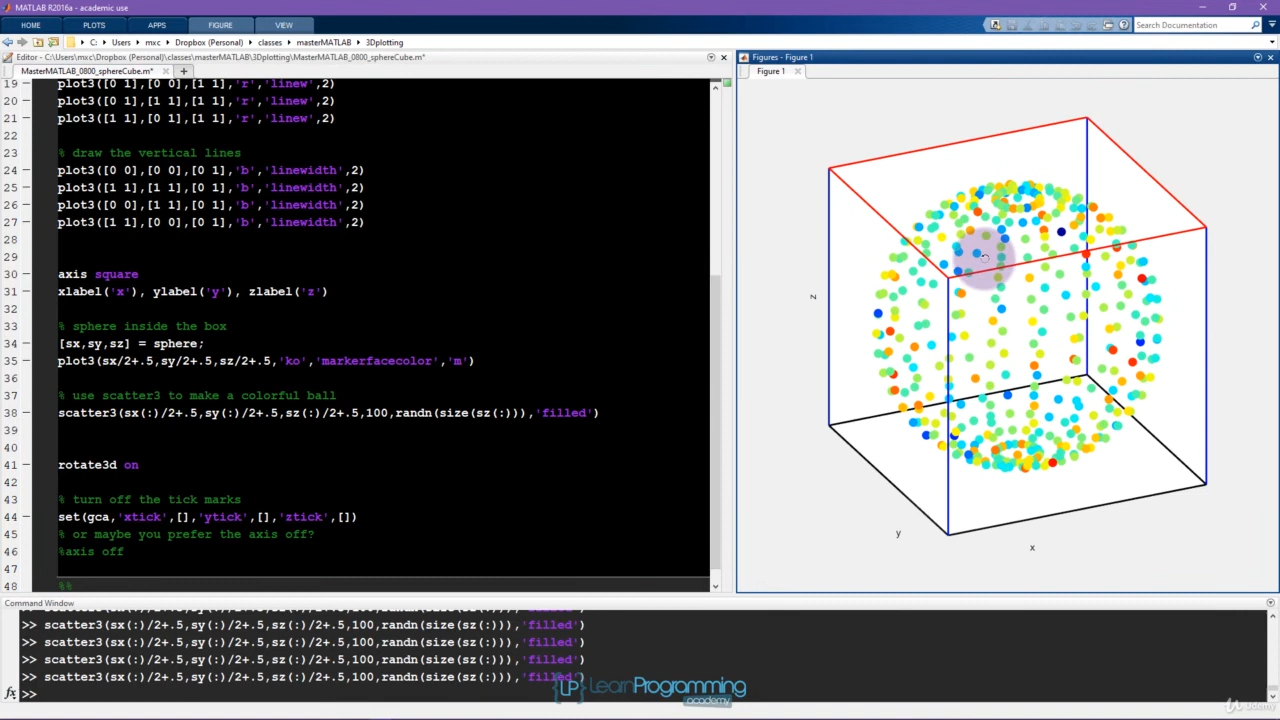 MATLAB R2016a - academic use
HOME PLOTS APPS FIGURE VIEW
Search Documentation
C: Users mxc Dropbox (Personal) classes masterMATLAB 3Dplotting
Editor - C:\Users\mxc\Dropbox (Personal)\classes\masterMATLAB\3Dplotting\MasterMATLAB_0800_sphereCube.m*
MasterMATLAB_0800_sphereCube.m*
19 plot3([0 1],[0 0],[1 1],'r','linew',2)
20 plot3([0 1],[1 1],[1 1],'r','linew',2)
21 plot3([1 1],[0 1],[1 1],'r','linew',2)
22
23 % draw the vertical lines
24 plot3([0 0],[0 0],[0 1],'b','linewidth',2)
25 plot3([1 1],[1 1],[0 1],'b','linewidth',2)
26 plot3([0 0],[1 1],[0 1],'b','linewidth',2)
27 plot3([1 1],[0 0],[0 1],'b','linewidth',2)
28
29
30 axis square
31 xlabel('x'), ylabel('y'), zlabel('z')
32
33 % sphere inside the box
34 [sx,sy,sz] = sphere;
35 plot3(sx/2+.5,sy/2+.5,sz/2+.5,'ko','markerfacecolor','m')
36
37 % use scatter3 to make a colorful ball
38 scatter3(sx(:)/2+.5,sy(:)/2+.5,sz(:)/2+.5,100,randn(size(sz(:))),'filled')
39
40
41 rotate3d on
42
43 % turn off the tick marks
44 set(gca,'xtick',[],'ytick',[],'ztick',[])
45 % or maybe you prefer the axis off?
46 %axis off
47
48 %%
Figures - Figure 1
Figure 1
z
y
x
Command Window
>> scatter3(sx(:)/2+.5,sy(:)/2+.5,sz(:)/2+.5,100,randn(size(sz(:))),'filled')
>> scatter3(sx(:)/2+.5,sy(:)/2+.5,sz(:)/2+.5,100,randn(size(sz(:))),'filled')
>> scatter3(sx(:)/2+.5,sy(:)/2+.5,sz(:)/2+.5,100,randn(size(sz(:))),'filled')
>> scatter3(sx(:)/2+.5,sy(:)/2+.5,sz(:)/2+.5,100,randn(size(sz(:))),'filled')
fx >>
LP LearnProgramming
academy
Udemy